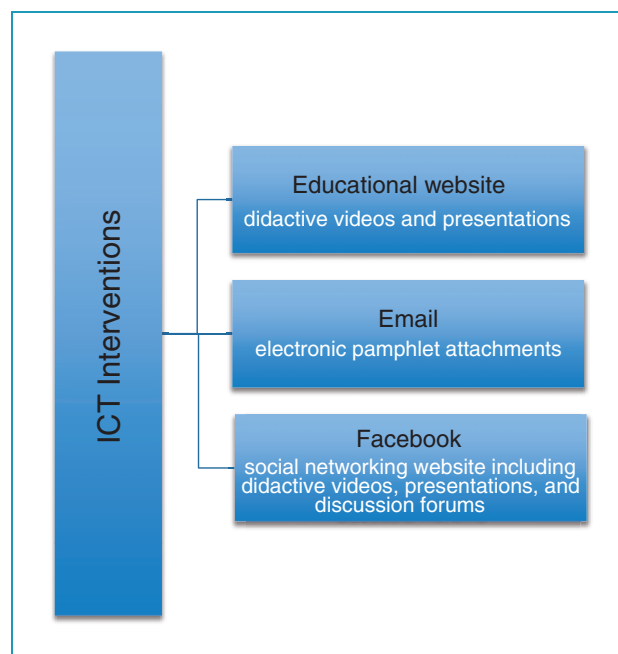 ICT Interventions
Educational website
didactive videos and presentations
Email
electronic pamphlet attachments
Facebook
social networking website including
didactive videos, presentations, and
discussion forums